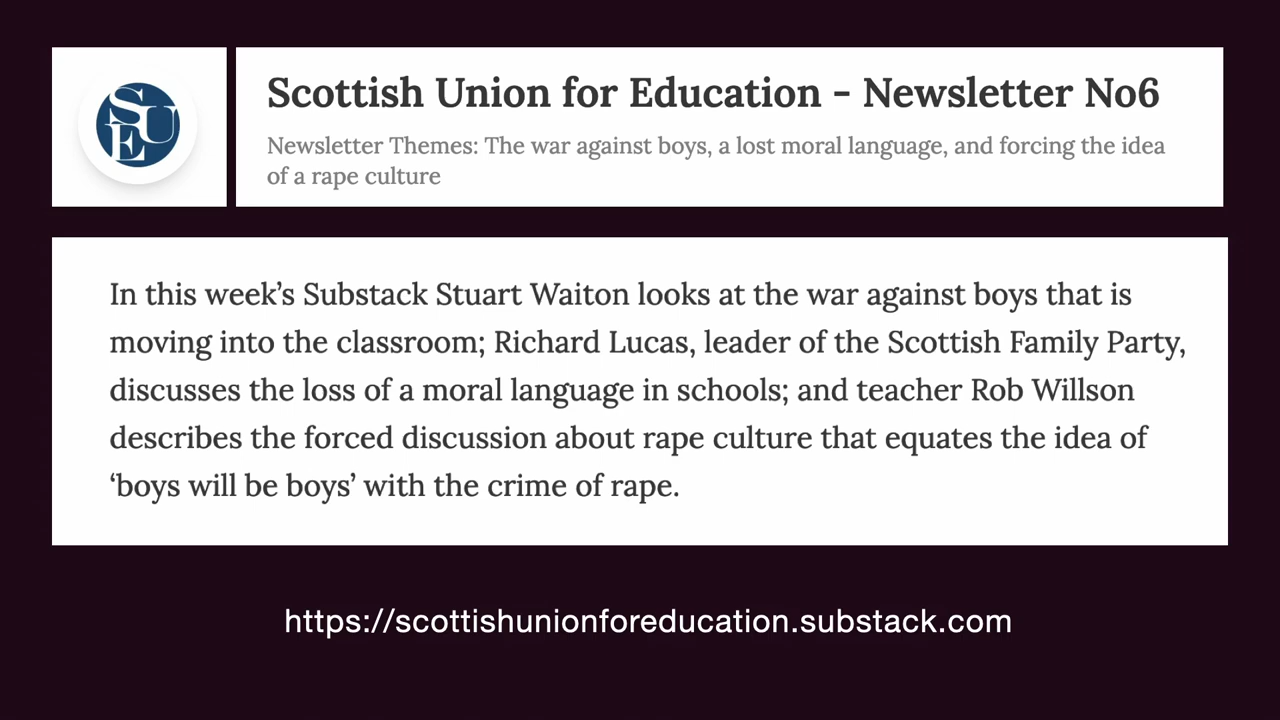 SUE
Scottish Union for Education - Newsletter No6
Newsletter Themes: The war against boys, a lost moral language, and forcing the idea
of a rape culture
In this week’s Substack Stuart Waiton looks at the war against boys that is
moving into the classroom; Richard Lucas, leader of the Scottish Family Party,
discusses the loss of a moral language in schools; and teacher Rob Willson
describes the forced discussion about rape culture that equates the idea of
‘boys will be boys’ with the crime of rape.
https://scottishunionforeducation.substack.com